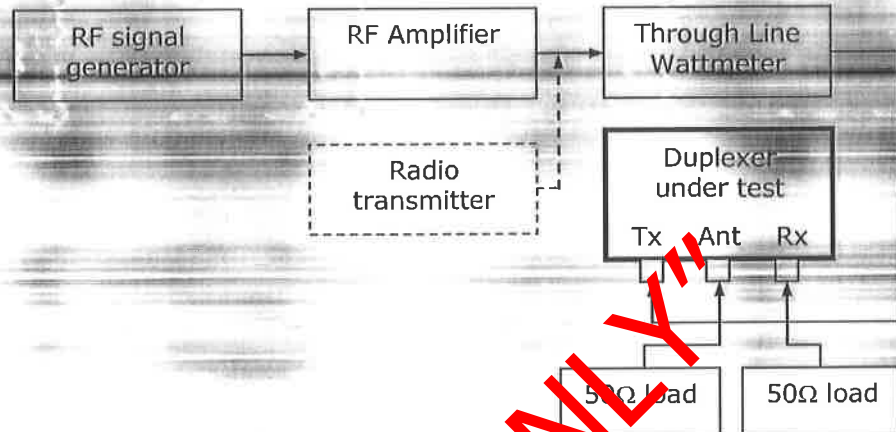 RF signal
generator
RF Amplifier
Through Line
Wattmeter
Radio
transmitter
Duplexer
under test
Tx Ant Rx
50Ω load
50Ω load
NLY"